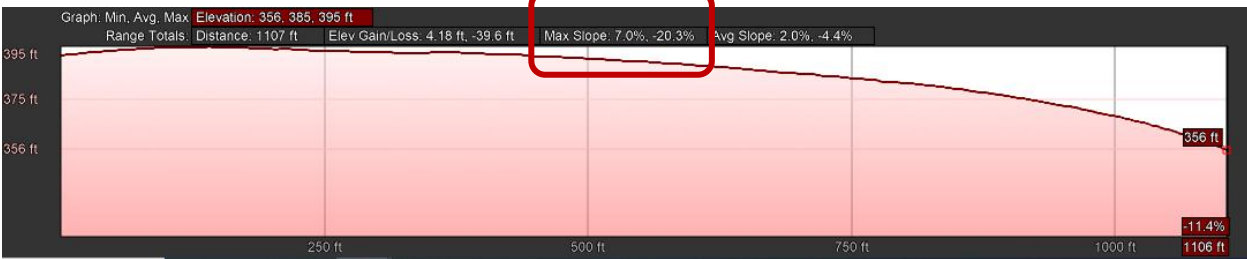 Graph: Min, Avg, Max Elevation: 356, 385, 395 ft
Range Totals: Distance: 1107 ft Elev Gain/Loss: 4.18 ft, -39.6 ft Max Slope: 7.0%, -20.3% Avg Slope: 2.0%, -4.4%
395 ft
375 ft
356 ft
356 ft
-11.4%
250 ft 500 ft 750 ft 1000 ft 1106 ft